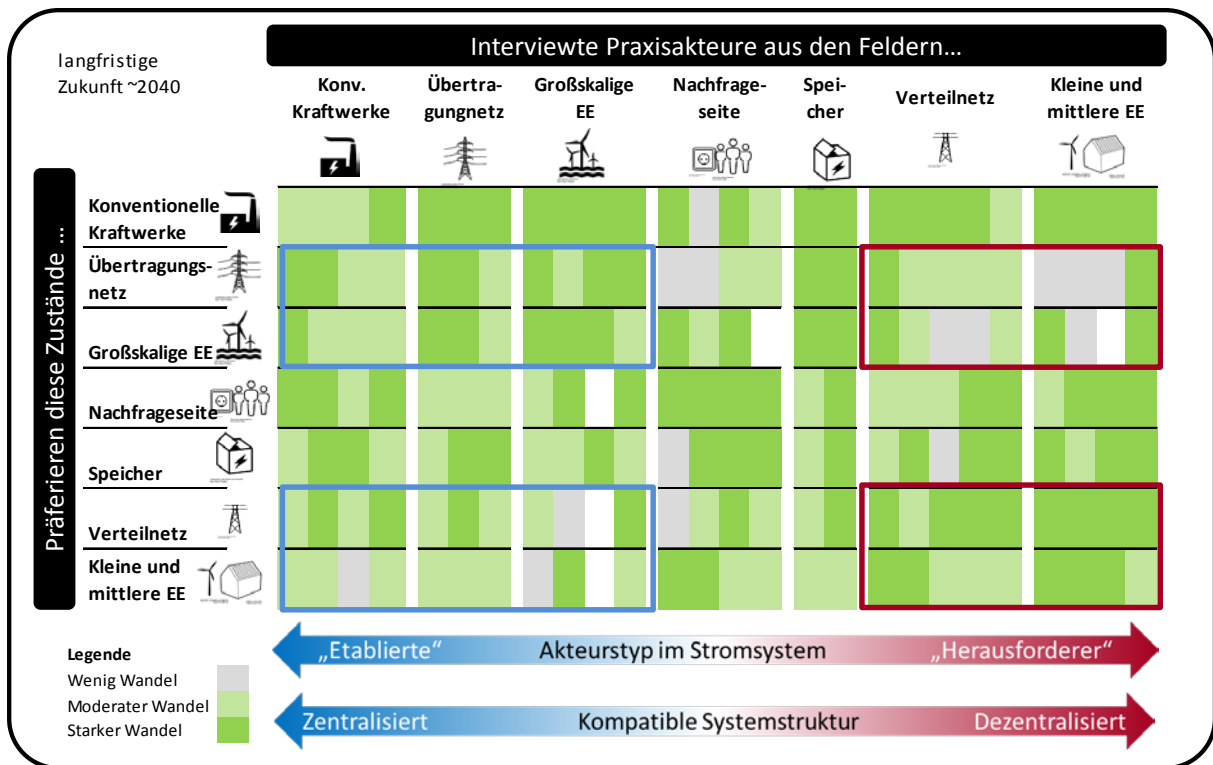 langfristige
Zukunft ~2040
Interviewte Praxisakteure aus den Feldern...
Konv.
Kraftwerke
Übertra-
gungnetz
Großskalige
EE
Nachfrage-
seite
Spei-
cher
Verteilnetz
Kleine und
mittlere EE
Präferieren diese Zustände ...
Konventionelle
Kraftwerke
Übertragungs-
netz
Großskalige EE
Nachfrageseite
Speicher
Verteilnetz
Kleine und
mittlere EE
Legende
Wenig Wandel
Moderater Wandel
Starker Wandel
„Etablierte“ Akteurstyp im Stromsystem „Herausforderer“
Zentralisiert Kompatible Systemstruktur Dezentralisiert